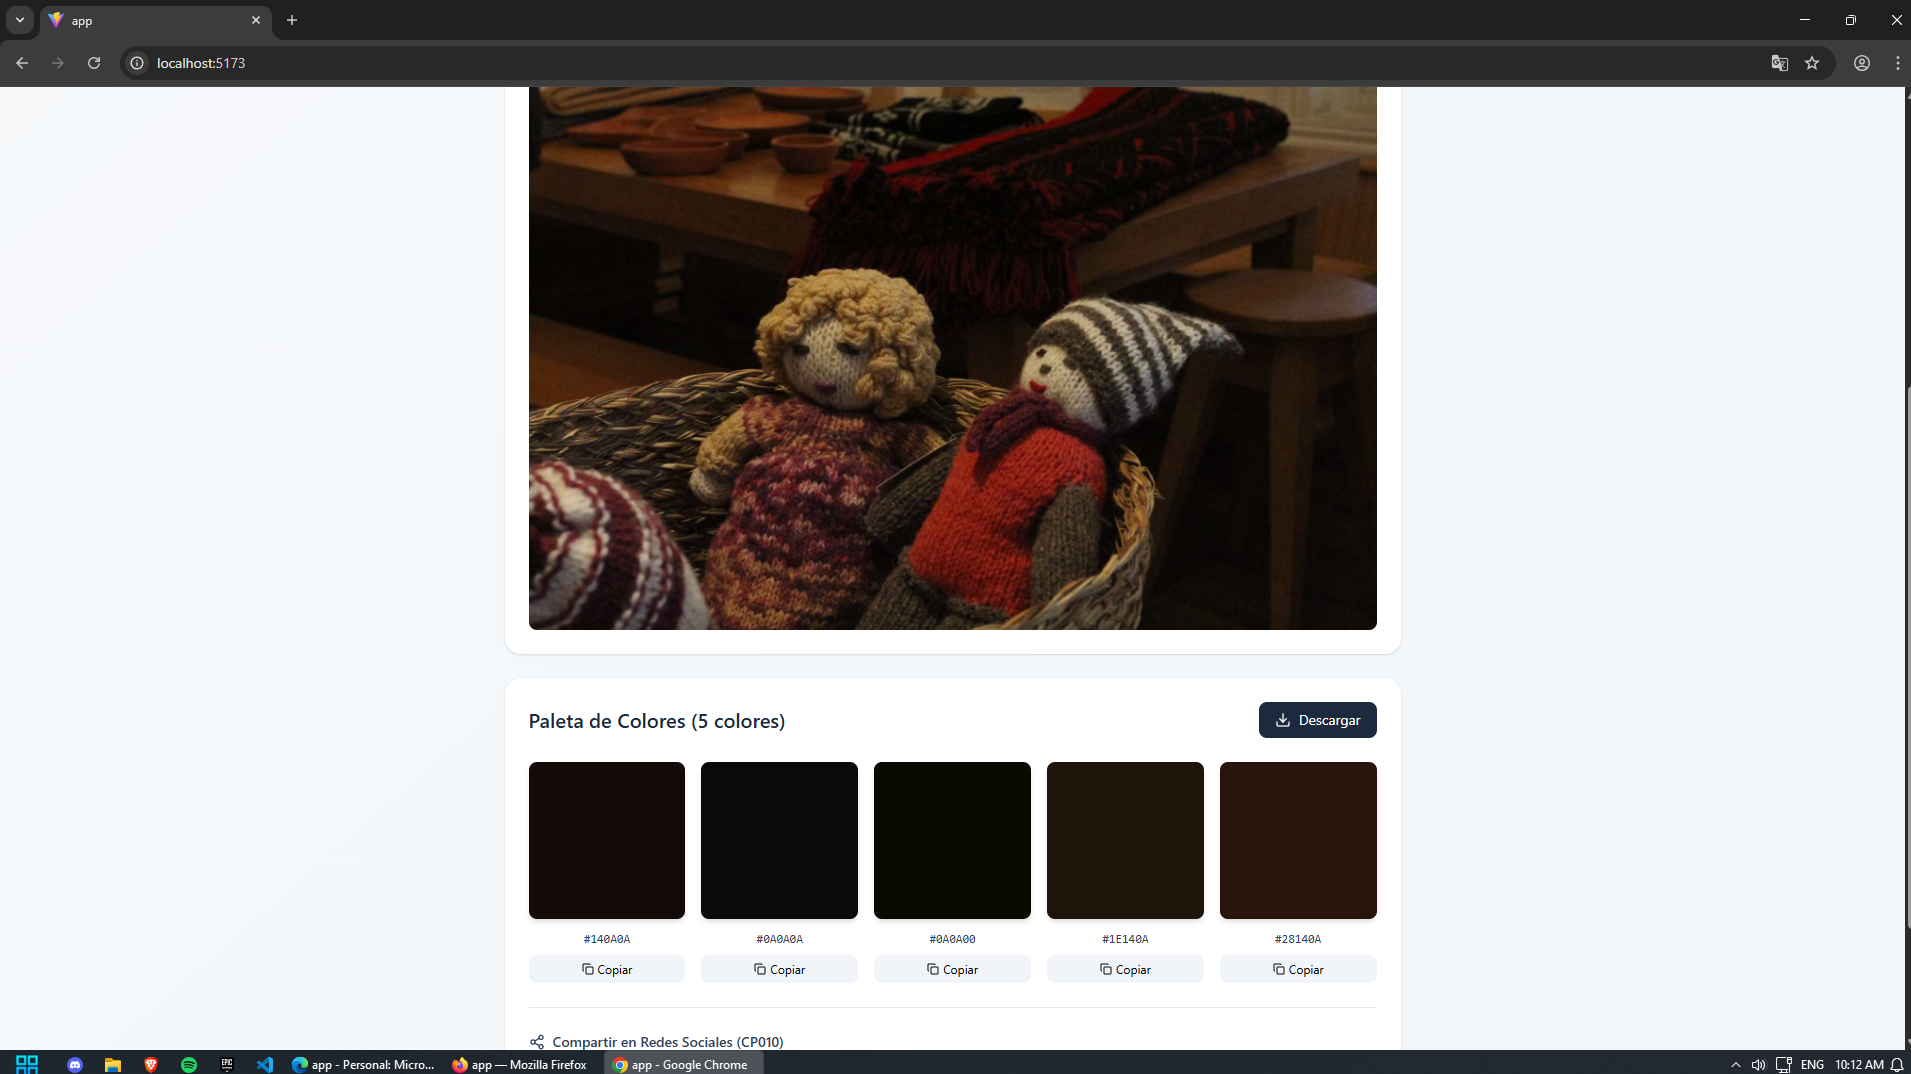 app
localhost:5173
Paleta de Colores (5 colores)
Descargar
#140A0A
#0A0A0A
#0A0A00
#1E140A
#28140A
Copiar
Copiar
Copiar
Copiar
Copiar
Compartir en Redes Sociales (CP010)
EPIC
app - Personal: Micro...
app — Mozilla Firefox
app - Google Chrome
ENG
10:12 AM